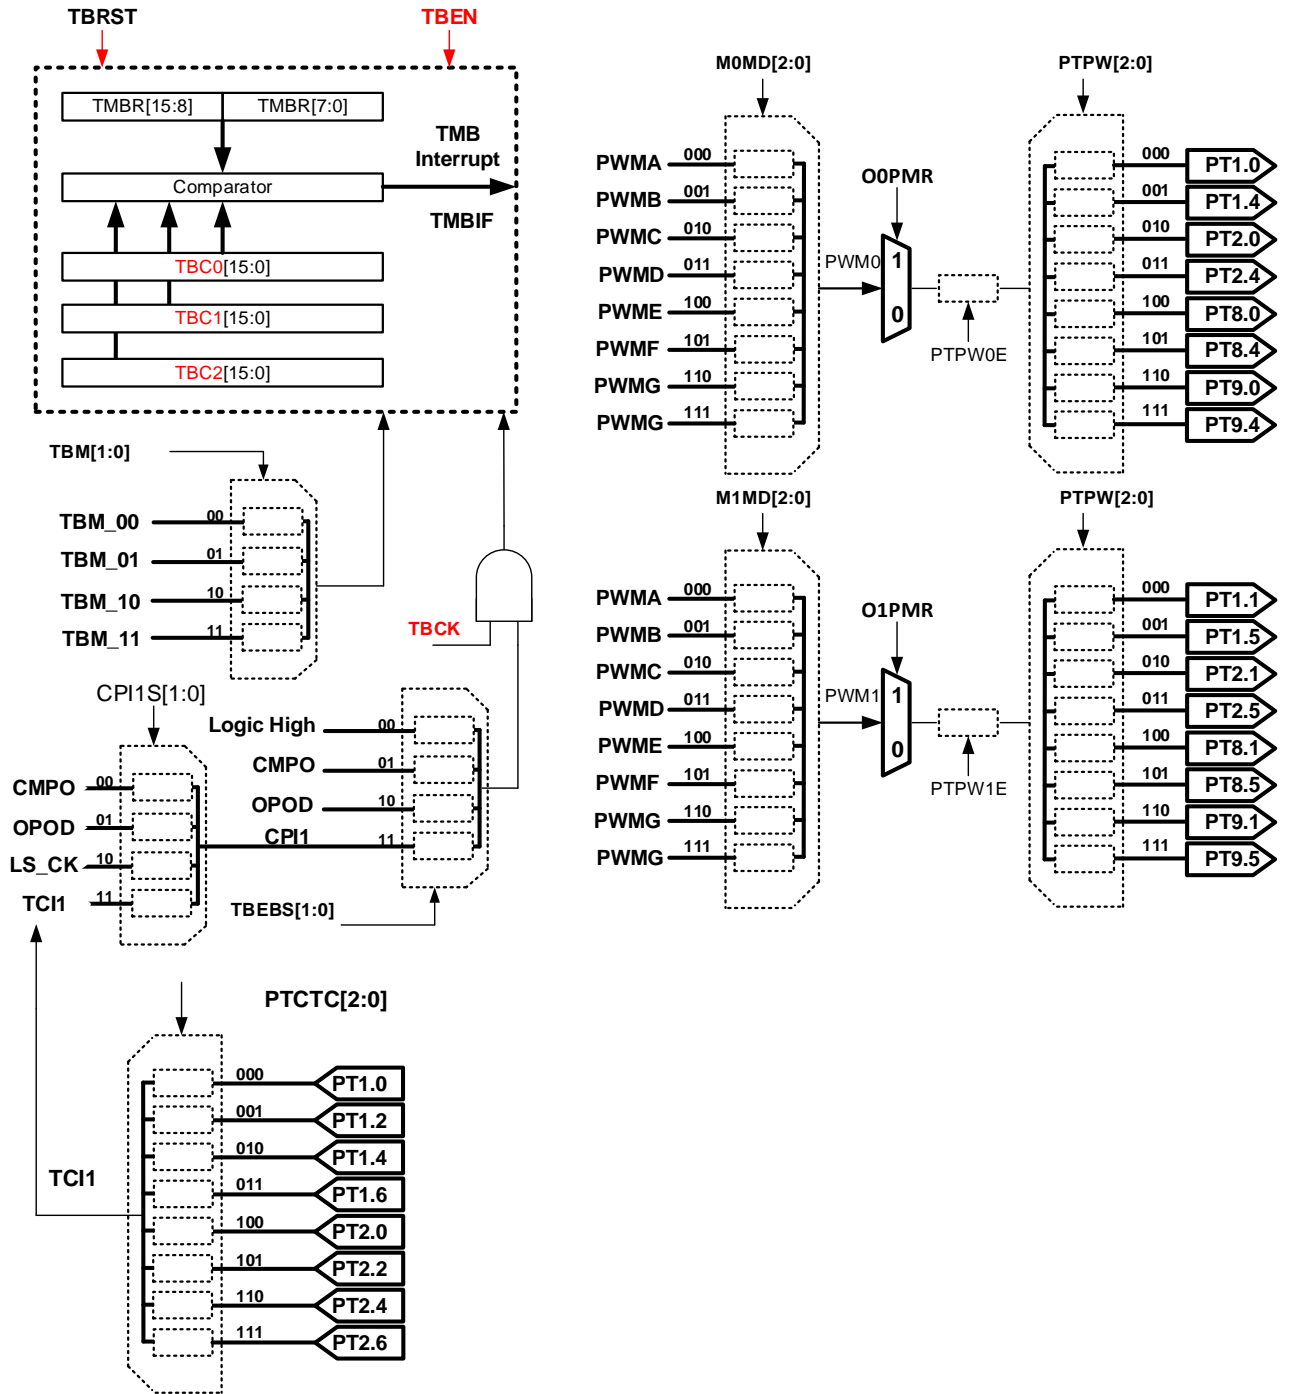 TBRST
TBEN
TMBR[15:8]
TMBR[7:0]
TMB
Interrupt
Comparator
TMBIF
TBC0[15:0]
TBC1[15:0]
TBC2[15:0]
TBM[1:0]
TBM_00
00
TBM_01
01
TBM_10
10
TBM_11
11
TBCK
CPI1S[1:0]
CMPO
00
OPOD
01
LS_CK
10
TCI1
11
Logic High
00
CMPO
01
OPOD
10
CPI1
11
TBEBS[1:0]
PTCTC[2:0]
TCI1
000
PT1.0
001
PT1.2
010
PT1.4
011
PT1.6
100
PT2.0
101
PT2.2
110
PT2.4
111
PT2.6
M0MD[2:0]
PWMA
000
PWMB
001
PWMC
010
PWMD
011
PWME
100
PWMF
101
PWMG
110
PWMG
111
PWM0
O0PMR
1
0
PTPW0E
PTPW[2:0]
000
PT1.0
001
PT1.4
010
PT2.0
011
PT2.4
100
PT8.0
101
PT8.4
110
PT9.0
111
PT9.4
M1MD[2:0]
PWMA
000
PWMB
001
PWMC
010
PWMD
011
PWME
100
PWMF
101
PWMG
110
PWMG
111
PWM1
O1PMR
1
0
PTPW1E
PTPW[2:0]
000
PT1.1
001
PT1.5
010
PT2.1
011
PT2.5
100
PT8.1
101
PT8.5
110
PT9.1
111
PT9.5